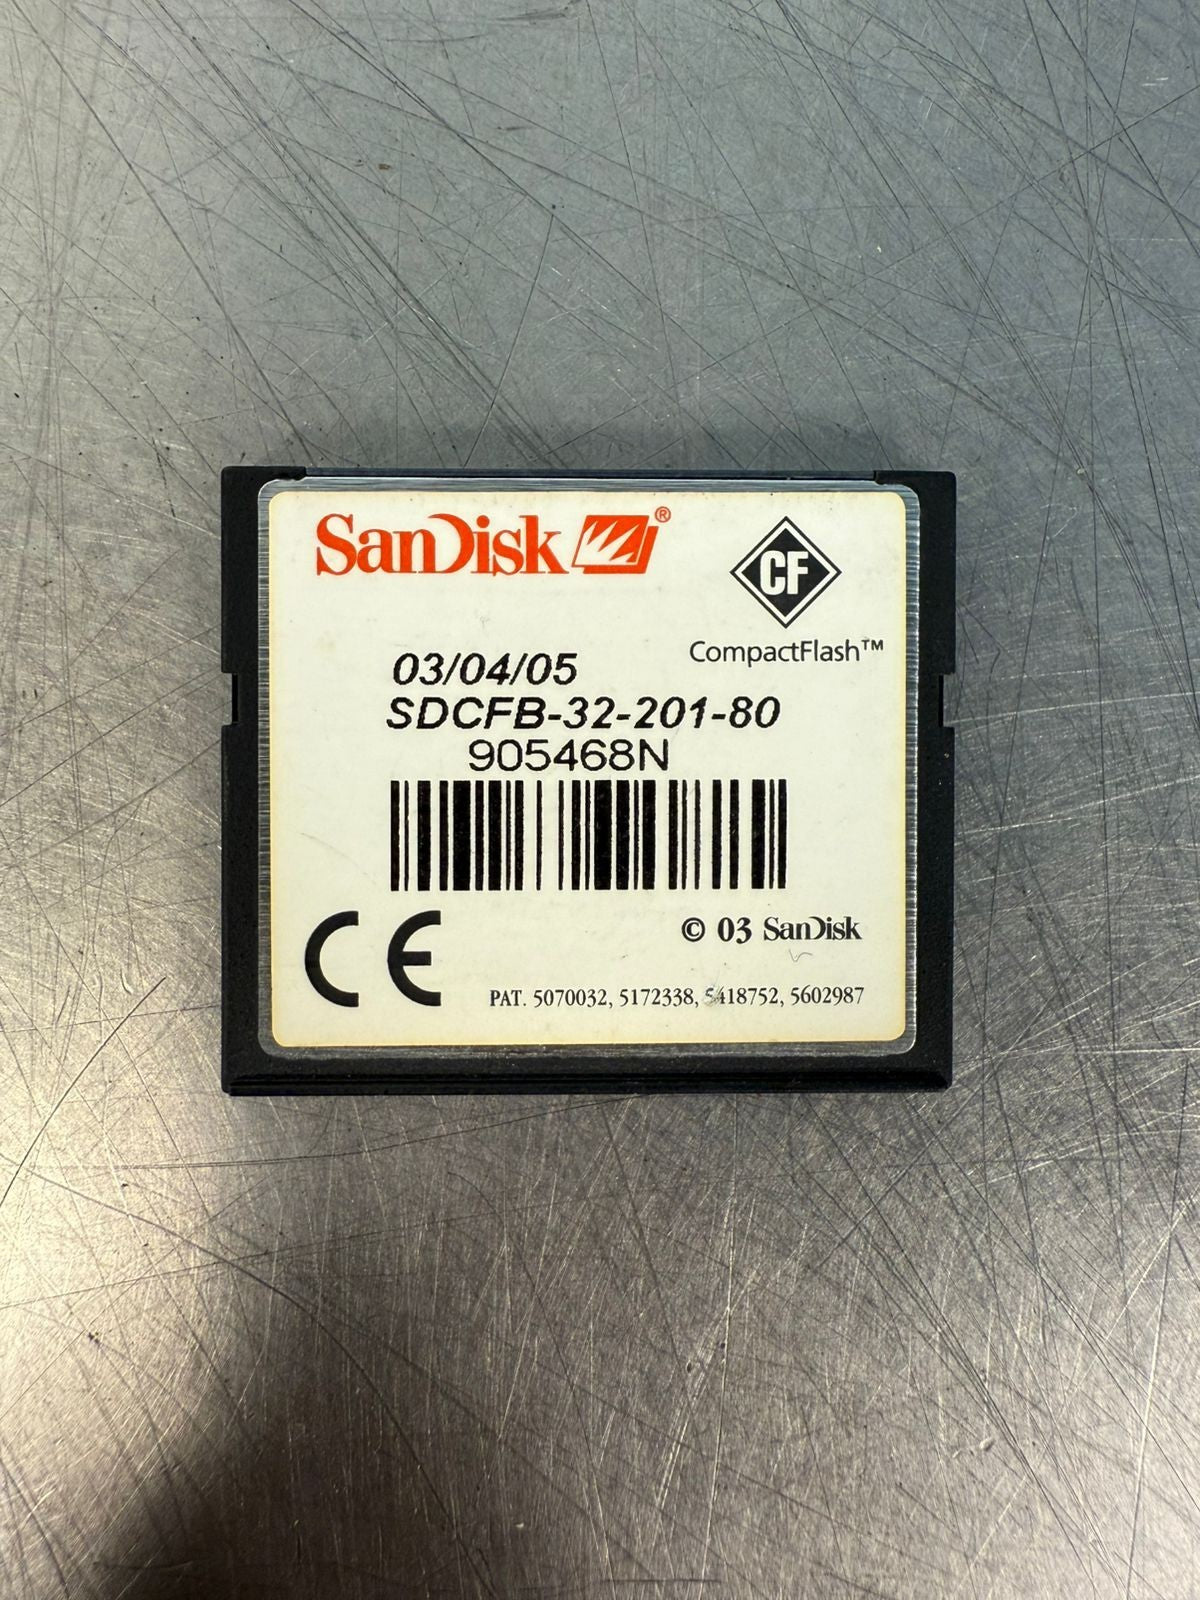 SanDisk ®
CF
CompactFlash™
03/04/05
SDCFB-32-201-80
905468N
CE
© 03 SanDisk
PAT. 5070032, 5172338, 5418752, 5602987